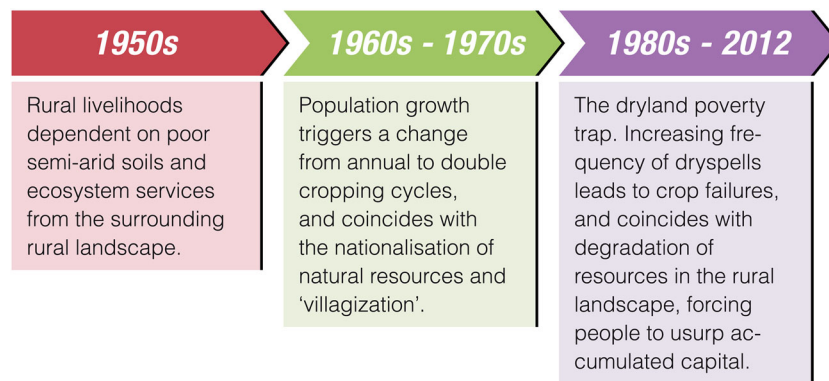 1950s
Rural livelihoods
dependent on poor
semi-arid soils and
ecosystem services
from the surrounding
rural landscape.
1960s - 1970s
Population growth
triggers a change
from annual to double
cropping cycles,
and coincides with
the nationalisation of
natural resources and
‘villagization’.
1980s - 2012
The dryland poverty
trap. Increasing fre-
quency of dryspells
leads to crop failures,
and coincides with
degradation of
resources in the rural
landscape, forcing
people to usurp ac-
cumulated capital.